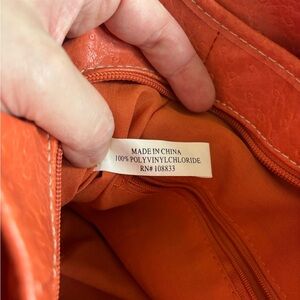 MADE IN CHINA
100% POLYVINYLCHLORIDE
RN# 108833